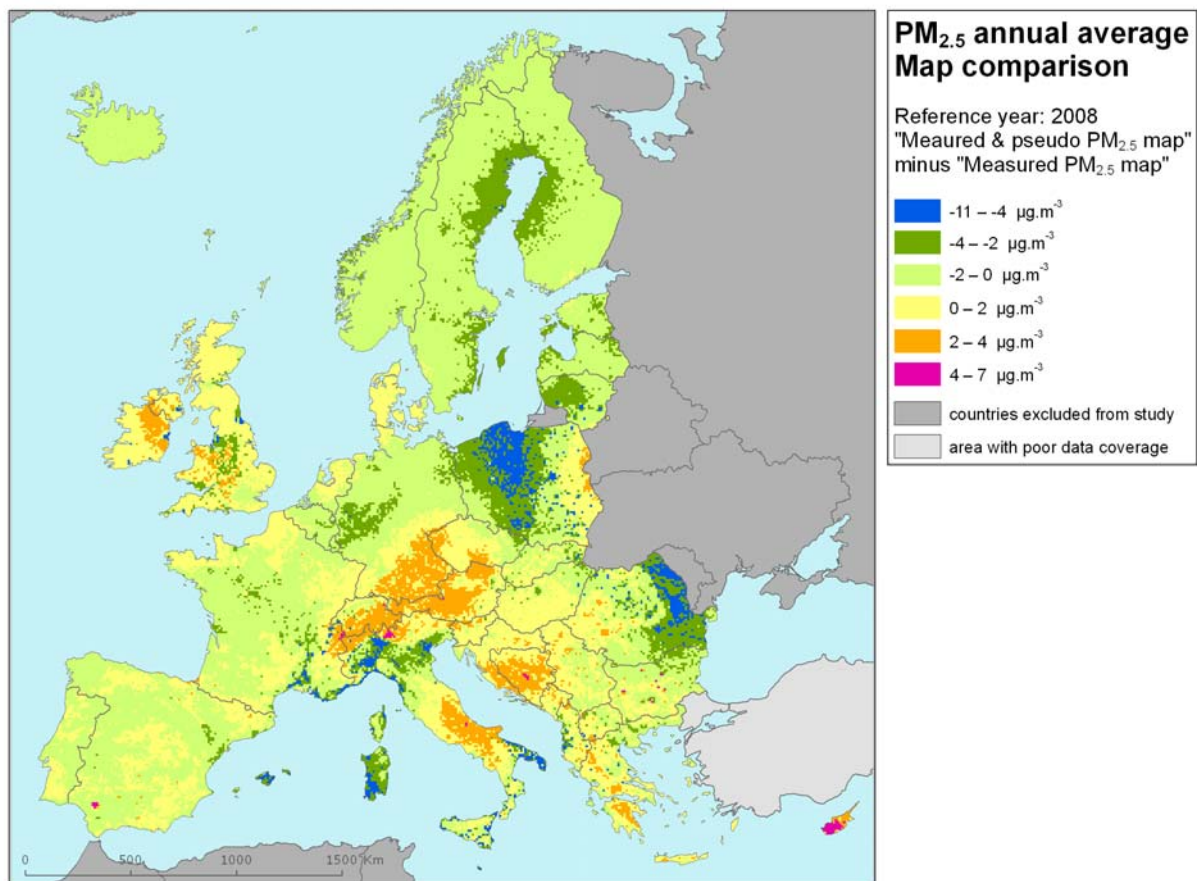 PM₂.₅ annual average
Map comparison
Reference year: 2008
"Meaured & pseudo PM₂.₅ map"
minus "Measured PM₂.₅ map"
-11 – -4 µg.m⁻³
-4 – -2 µg.m⁻³
-2 – 0 µg.m⁻³
0 – 2 µg.m⁻³
2 – 4 µg.m⁻³
4 – 7 µg.m⁻³
countries excluded from study
area with poor data coverage
0 500 1000 1500 Km